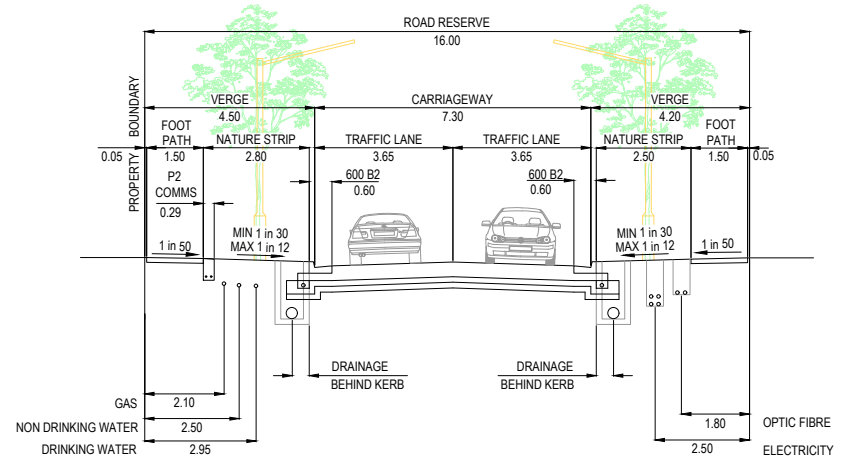 ROAD RESERVE
16.00
VERGE
4.50
CARRIAGEWAY
7.30
VERGE
4.20
PROPERTY BOUNDARY
FOOT
PATH
1.50
0.05
NATURE STRIP
2.80
TRAFFIC LANE
3.65
TRAFFIC LANE
3.65
NATURE STRIP
2.50
FOOT
PATH
1.50
0.05
P2
COMMS
0.29
600 B2
0.60
600 B2
0.60
1 in 50
MIN 1 in 30
MAX 1 in 12
MIN 1 in 30
MAX 1 in 12
1 in 50
DRAINAGE
BEHIND KERB
DRAINAGE
BEHIND KERB
GAS
2.10
NON DRINKING WATER
2.50
DRINKING WATER
2.95
1.80
OPTIC FIBRE
2.50
ELECTRICITY